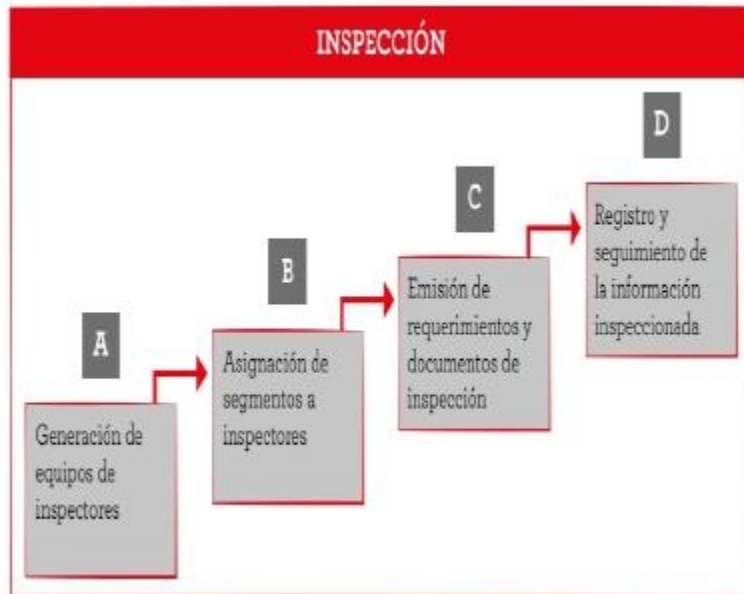 INSPECCIÓN
A
Generación de
equipos de
inspectores
B
Asignación de
segmentos a
inspectores
C
Emisión de
requerimientos y
documentos de
inspección
D
Registro y
seguimiento de
la información
inspeccionada